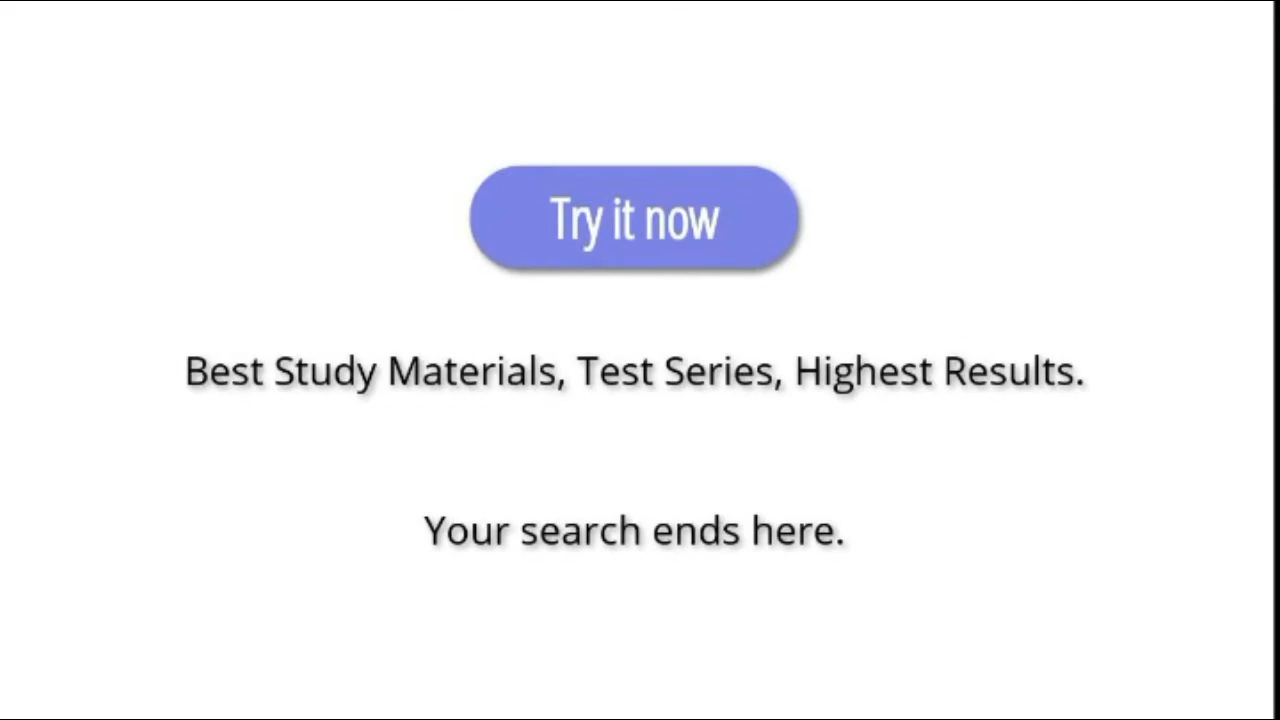 Try it now
Best Study Materials, Test Series, Highest Results.
Your search ends here.